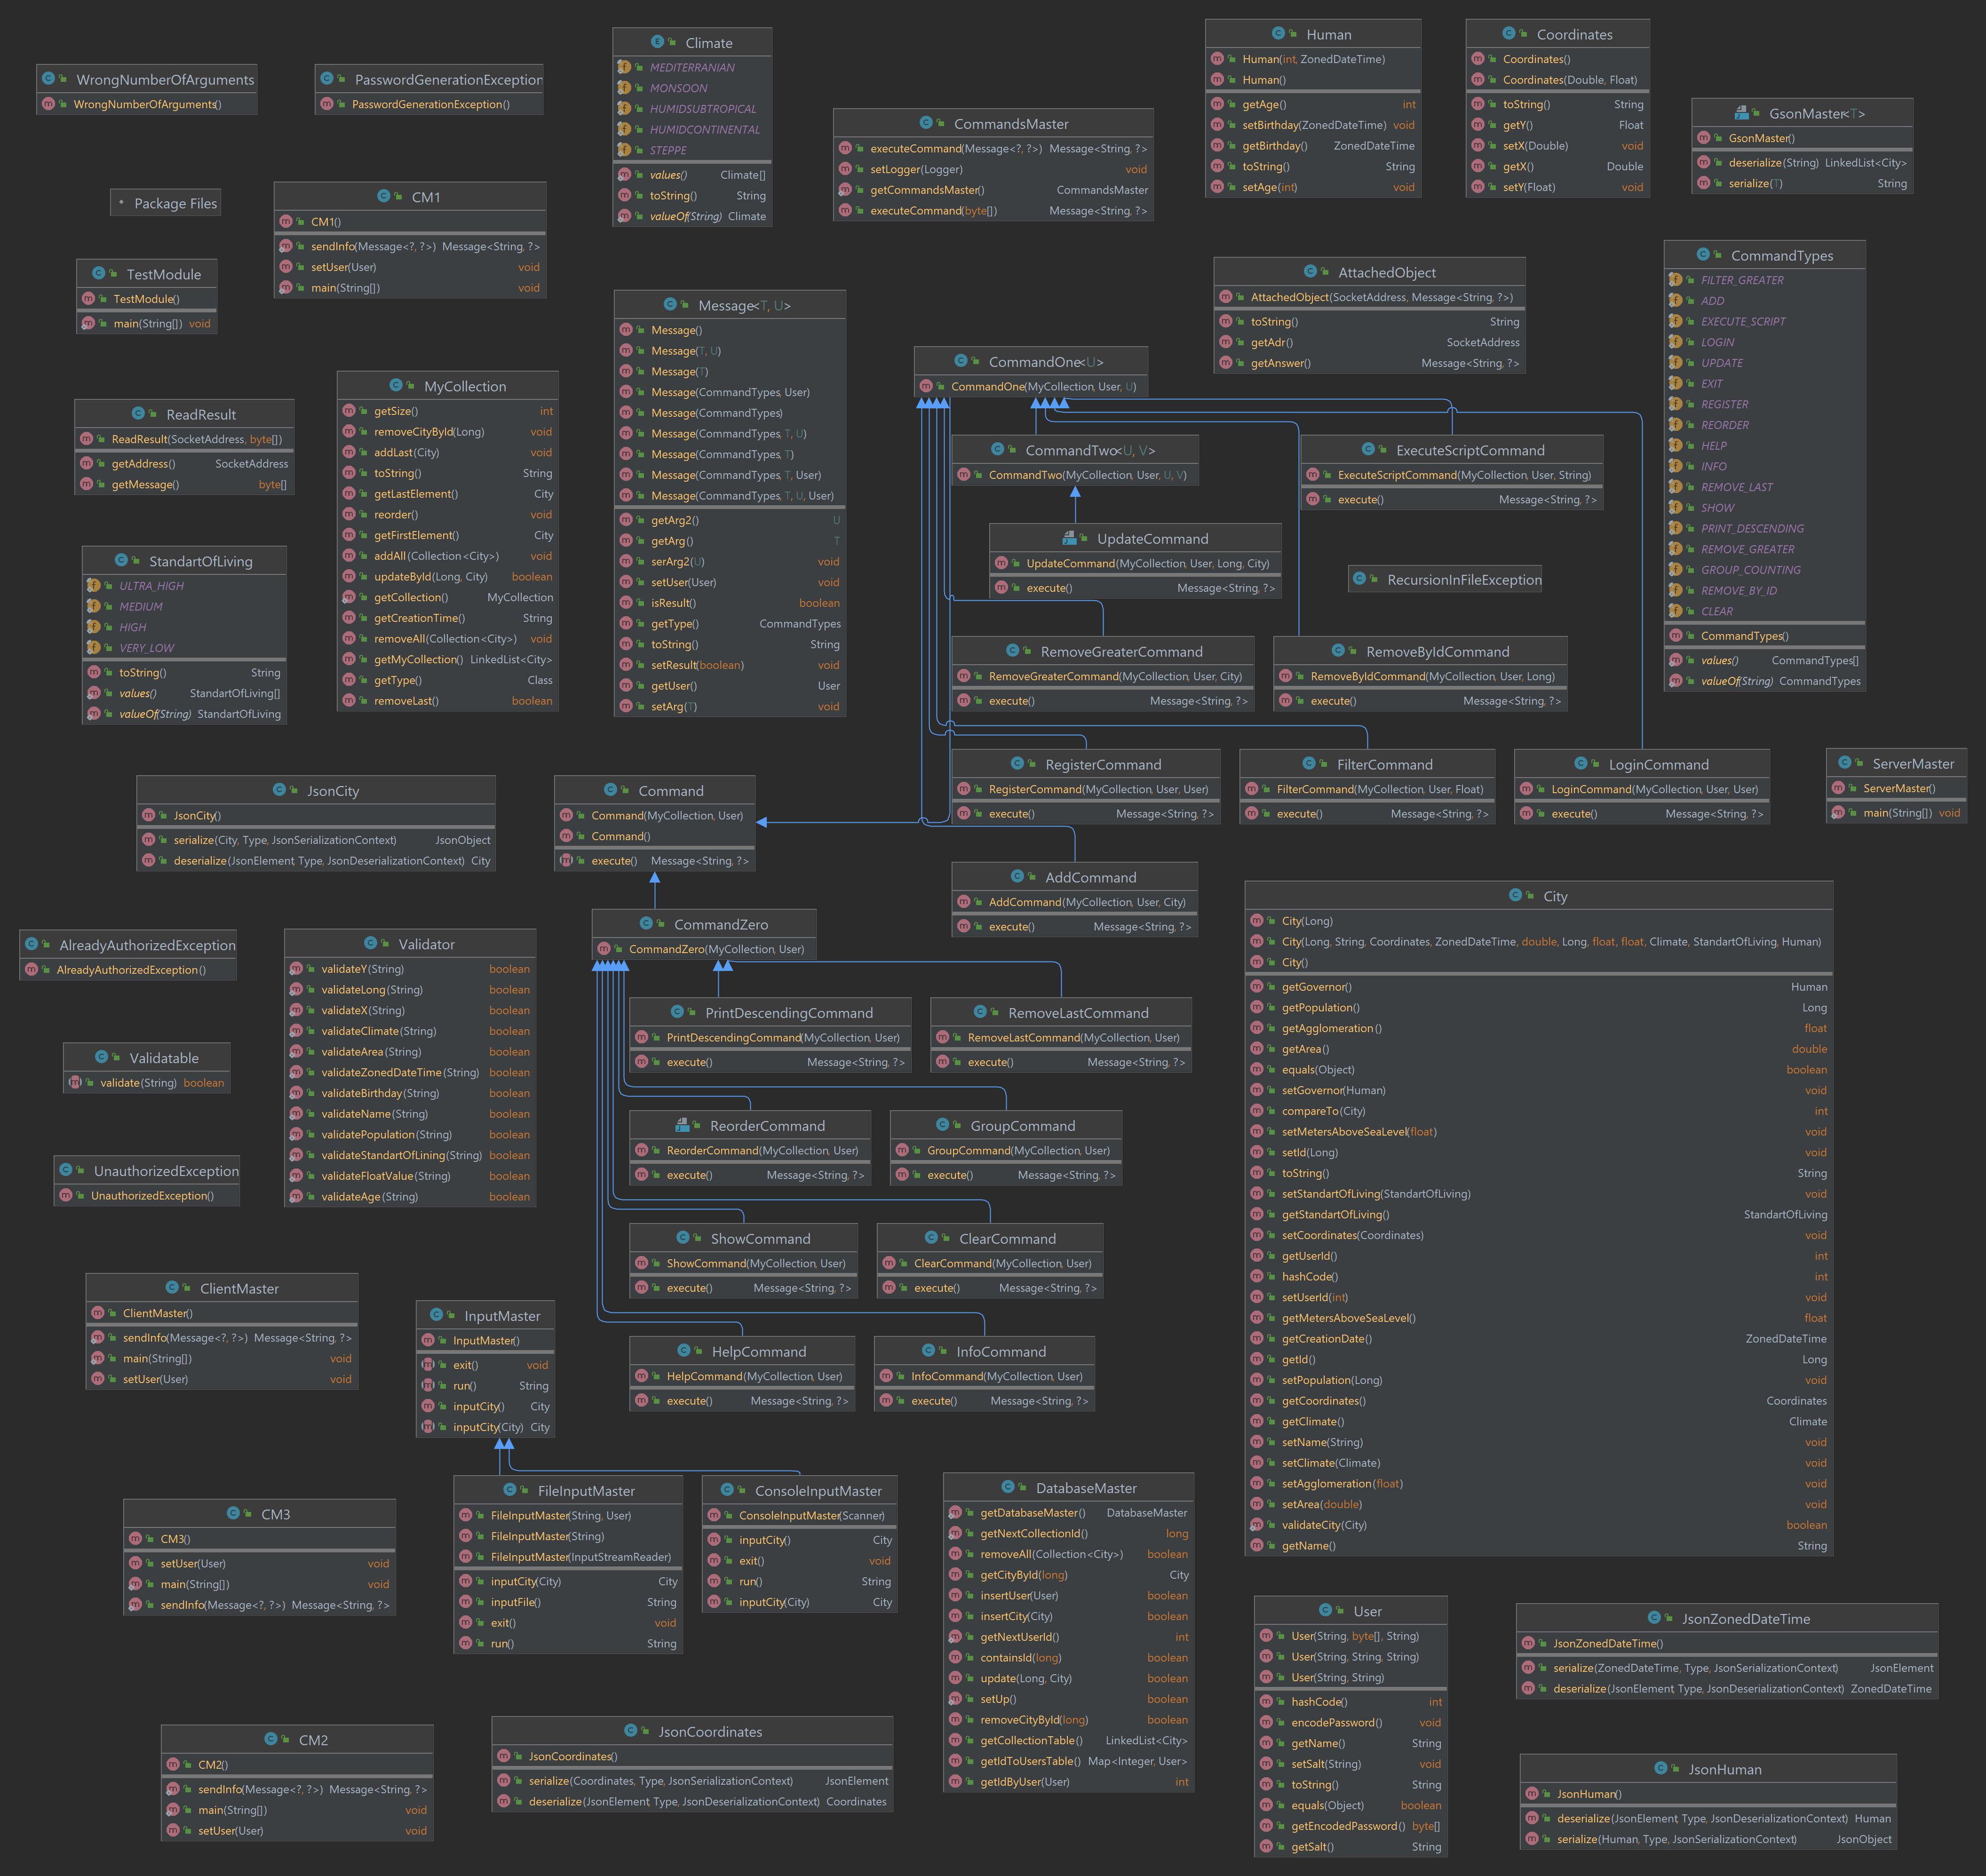 WrongNumberOfArguments
WrongNumberOfArguments()
PasswordGenerationException
PasswordGenerationException()
Climate
MEDITERRANIAN
MONSOON
HUMIDSUBTROPICAL
HUMIDCONTINENTAL
STEPPE
values() Climate[]
toString() String
valueOf(String) Climate
CommandsMaster
executeCommand(Message<?, ?>) Message<String, ?>
setLogger(Logger) void
getCommandsMaster() CommandsMaster
executeCommand(byte[]) Message<String, ?>
Human
Human(int, ZonedDateTime)
Human()
getAge() int
setBirthday(ZonedDateTime) void
getBirthday() ZonedDateTime
toString() String
setAge(int) void
Coordinates
Coordinates()
Coordinates(Double, Float)
toString() String
getY() Float
setX(Double) void
getX() Double
setY(Float) void
GsonMaster<T>
GsonMaster()
deserialize(String) LinkedList<City>
serialize(T) String
Package Files
CM1
CM1()
sendInfo(Message<?, ?>) Message<String, ?>
setUser(User) void
main(String[]) void
TestModule
TestModule()
main(String[]) void
Message<T, U>
Message()
Message(T, U)
Message(T)
Message(CommandTypes, User)
Message(CommandTypes)
Message(CommandTypes, T, U)
Message(CommandTypes, T)
Message(CommandTypes, T, User)
Message(CommandTypes, T, U, User)
getArg2() U
getArg() T
serArg2(U) void
setUser(User) void
isResult() boolean
getType() CommandTypes
toString() String
setResult(boolean) void
getUser() User
setArg(T) void
AttachedObject
AttachedObject(SocketAddress, Message<String, ?>)
toString() String
getAdr() SocketAddress
getAnswer() Message<String, ?>
CommandTypes
FILTER_GREATER
ADD
EXECUTE_SCRIPT
LOGIN
UPDATE
EXIT
REGISTER
REORDER
HELP
INFO
REMOVE_LAST
SHOW
PRINT_DESCENDING
REMOVE_GREATER
GROUP_COUNTING
REMOVE_BY_ID
CLEAR
CommandTypes()
values() CommandTypes[]
valueOf(String) CommandTypes
MyCollection
getSize() int
removeCityById(Long) void
addLast(City) void
toString() String
getLastElement() City
reorder() void
getFirstElement() City
addAll(Collection<City>) void
updateById(Long, City) boolean
getCollection() MyCollection
getCreationTime() String
removeAll(Collection<City>) void
getMyCollection() LinkedList<City>
getType() Class
removeLast() boolean
ReadResult
ReadResult(SocketAddress, byte[])
getAddress() SocketAddress
getMessage() byte[]
StandartOfLiving
ULTRA_HIGH
MEDIUM
HIGH
VERY_LOW
toString() String
values() StandartOfLiving[]
valueOf(String) StandartOfLiving
CommandOne<U>
CommandOne(MyCollection, User, U)
CommandTwo<U, V>
CommandTwo(MyCollection, User, U, V)
ExecuteScriptCommand
ExecuteScriptCommand(MyCollection, User, String)
execute() Message<String, ?>
UpdateCommand
UpdateCommand(MyCollection, User, Long, City)
execute() Message<String, ?>
RecursionInFileException
RemoveGreaterCommand
RemoveGreaterCommand(MyCollection, User, City)
execute() Message<String, ?>
RemoveByIdCommand
RemoveByIdCommand(MyCollection, User, Long)
execute() Message<String, ?>
RegisterCommand
RegisterCommand(MyCollection, User, User)
execute() Message<String, ?>
FilterCommand
FilterCommand(MyCollection, User, Float)
execute() Message<String, ?>
LoginCommand
LoginCommand(MyCollection, User, User)
execute() Message<String, ?>
ServerMaster
ServerMaster()
main(String[]) void
JsonCity
JsonCity()
serialize(City, Type, JsonSerializationContext) JsonObject
deserialize(JsonElement, Type, JsonDeserializationContext) City
Command
Command(MyCollection, User)
Command()
execute() Message<String, ?>
AddCommand
AddCommand(MyCollection, User, City)
execute() Message<String, ?>
CommandZero
CommandZero(MyCollection, User)
AlreadyAuthorizedException
AlreadyAuthorizedException()
Validator
validateY(String) boolean
validateLong(String) boolean
validateX(String) boolean
validateClimate(String) boolean
validateArea(String) boolean
validateZonedDateTime(String) boolean
validateBirthday(String) boolean
validateName(String) boolean
validatePopulation(String) boolean
validateStandartOfLining(String) boolean
validateFloatValue(String) boolean
validateAge(String) boolean
Validatable
validate(String) boolean
UnauthorizedException
UnauthorizedException()
PrintDescendingCommand
PrintDescendingCommand(MyCollection, User)
execute() Message<String, ?>
RemoveLastCommand
RemoveLastCommand(MyCollection, User)
execute() Message<String, ?>
ReorderCommand
ReorderCommand(MyCollection, User)
execute() Message<String, ?>
GroupCommand
GroupCommand(MyCollection, User)
execute() Message<String, ?>
ShowCommand
ShowCommand(MyCollection, User)
execute() Message<String, ?>
ClearCommand
ClearCommand(MyCollection, User)
execute() Message<String, ?>
HelpCommand
HelpCommand(MyCollection, User)
execute() Message<String, ?>
InfoCommand
InfoCommand(MyCollection, User)
execute() Message<String, ?>
City
City(Long)
City(Long, String, Coordinates, ZonedDateTime, double, Long, float, float, Climate, StandartOfLiving, Human)
City()
getGovernor() Human
getPopulation() Long
getAgglomeration() float
getArea() double
equals(Object) boolean
setGovernor(Human) void
compareTo(City) int
setMetersAboveSeaLevel(float) void
setId(Long) void
toString() String
setStandartOfLiving(StandartOfLiving) void
getStandartOfLiving() StandartOfLiving
setCoordinates(Coordinates) void
getUserId() int
hashCode() int
setUserId(int) void
getMetersAboveSeaLevel() float
getCreationDate() ZonedDateTime
getId() Long
setPopulation(Long) void
getCoordinates() Coordinates
getClimate() Climate
setName(String) void
setClimate(Climate) void
setAgglomeration(float) void
setArea(double) void
validateCity(City) boolean
getName() String
ClientMaster
ClientMaster()
sendInfo(Message<?, ?>) Message<String, ?>
main(String[]) void
setUser(User) void
InputMaster
InputMaster()
exit() void
run() String
inputCity() City
inputCity(City) City
FileInputMaster
FileInputMaster(String, User)
FileInputMaster(String)
FileInputMaster(InputStreamReader)
inputCity(City) City
inputFile() String
exit() void
run() String
ConsoleInputMaster
ConsoleInputMaster(Scanner)
inputCity() City
exit() void
run() String
inputCity(City) City
DatabaseMaster
getDatabaseMaster() DatabaseMaster
getNextCollectionId() long
removeAll(Collection<City>) boolean
getCityById(long) City
insertUser(User) boolean
insertCity(City) boolean
getNextUserId() int
containsId(long) boolean
update(Long, City) boolean
setUp() boolean
removeCityById(long) boolean
getCollectionTable() LinkedList<City>
getIdToUsersTable() Map<Integer, User>
getIdByUser(User) int
CM3
CM3()
setUser(User) void
main(String[]) void
sendInfo(Message<?, ?>) Message<String, ?>
CM2
CM2()
sendInfo(Message<?, ?>) Message<String, ?>
main(String[]) void
setUser(User) void
JsonCoordinates
JsonCoordinates()
serialize(Coordinates, Type, JsonSerializationContext) JsonElement
deserialize(JsonElement, Type, JsonDeserializationContext) Coordinates
User
User(String, byte[], String)
User(String, String, String)
User(String, String)
hashCode() int
encodePassword() void
getName() String
setSalt(String) void
toString() String
equals(Object) boolean
getEncodedPassword() byte[]
getSalt() String
JsonZonedDateTime
JsonZonedDateTime()
serialize(ZonedDateTime, Type, JsonSerializationContext) JsonElement
deserialize(JsonElement, Type, JsonDeserializationContext) ZonedDateTime
JsonHuman
JsonHuman()
deserialize(JsonElement, Type, JsonDeserializationContext) Human
serialize(Human, Type, JsonSerializationContext) JsonObject